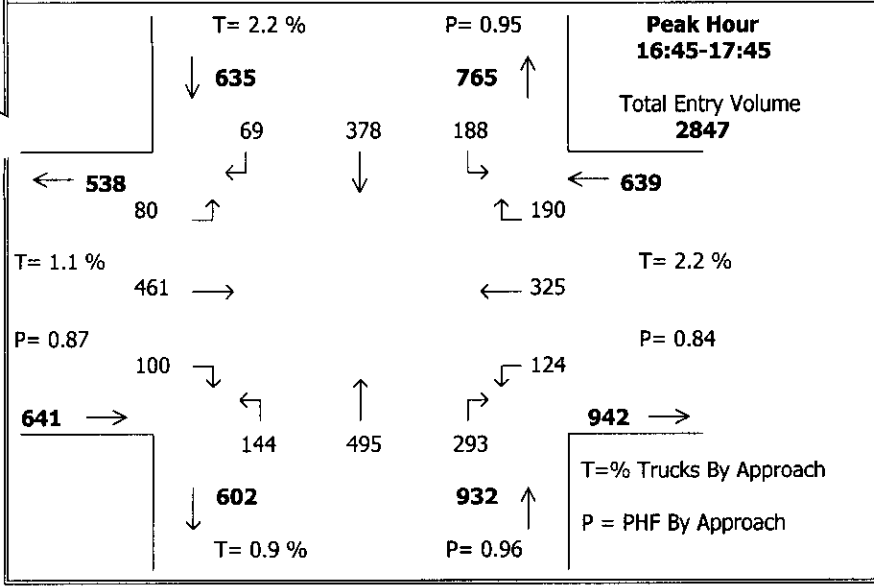 T= 2.2 % P= 0.95 Peak Hour
16:45-17:45
635 765
Total Entry Volume
69 378 188 2847
538 639
80 190
T= 1.1 % T= 2.2 %
461 325
P= 0.87 P= 0.84
100 124
641 942
144 495 293
T=% Trucks By Approach
602 932
P = PHF By Approach
T= 0.9 % P= 0.96